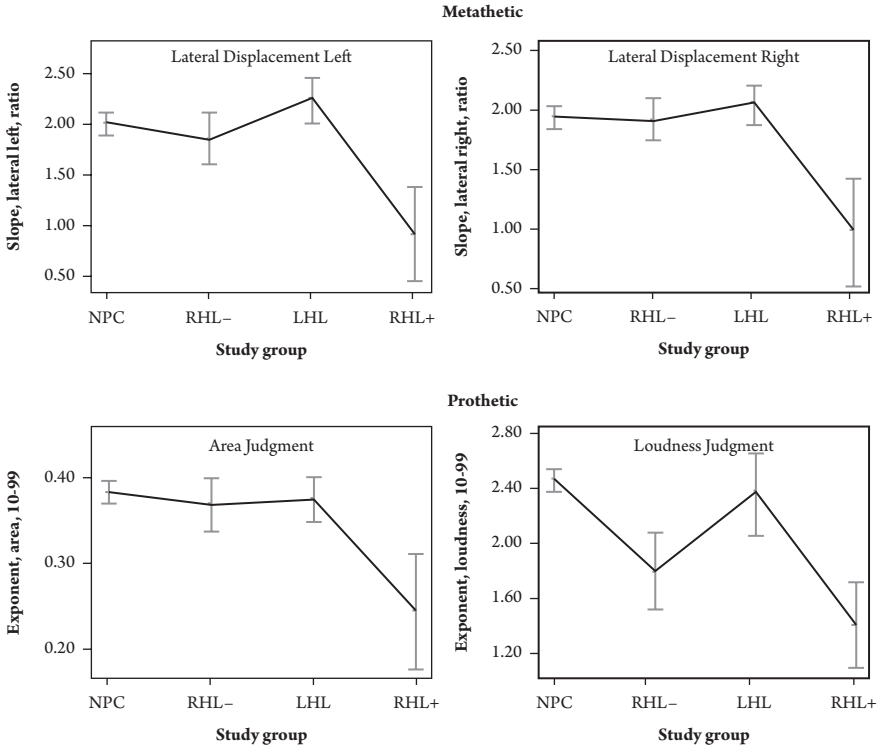 Metathetic
Lateral Displacement Left
Slope, lateral left, ratio
2.50
2.00
1.50
1.00
0.50
NPC RHL− LHL RHL+
Study group
Lateral Displacement Right
Slope, lateral right, ratio
2.50
2.00
1.50
1.00
0.50
NPC RHL− LHL RHL+
Study group
Prothetic
Area Judgment
Exponent, area, 10-99
0.40
0.30
0.20
NPC RHL− LHL RHL+
Study group
Loudness Judgment
Exponent, loudness, 10-99
2.80
2.40
2.00
1.60
1.20
NPC RHL− LHL RHL+
Study group